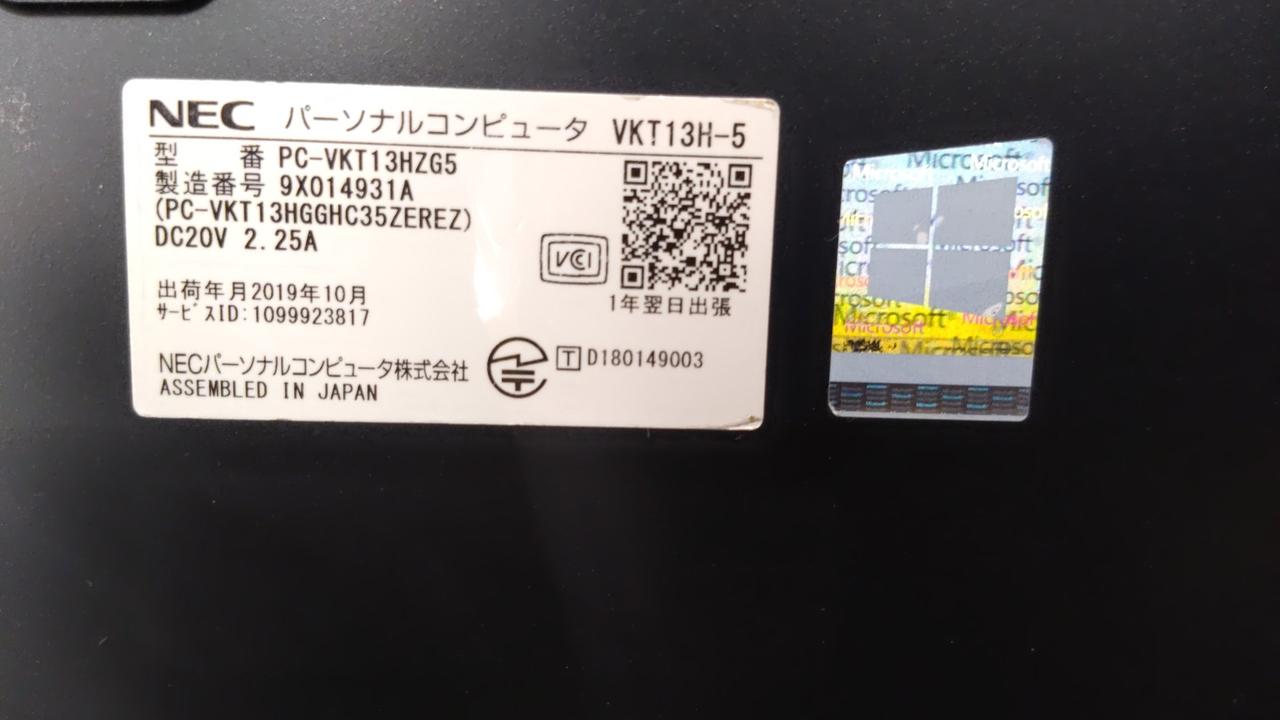 NEC パーソナルコンピュータ VKT13H-5
型 番 PC-VKT13HZG5
製造番号 9X014931A
(PC-VKT13HGGHC35ZEREZ)
DC20V 2.25A
VCI
1年翌日出張
出荷年月2019年10月
サービスID:1099923817
NECパーソナルコンピュータ株式会社
T D180149003
ASSEMBLED IN JAPAN
Microsoft
Microsoft
Microsoft
Microsoft
Microsoft